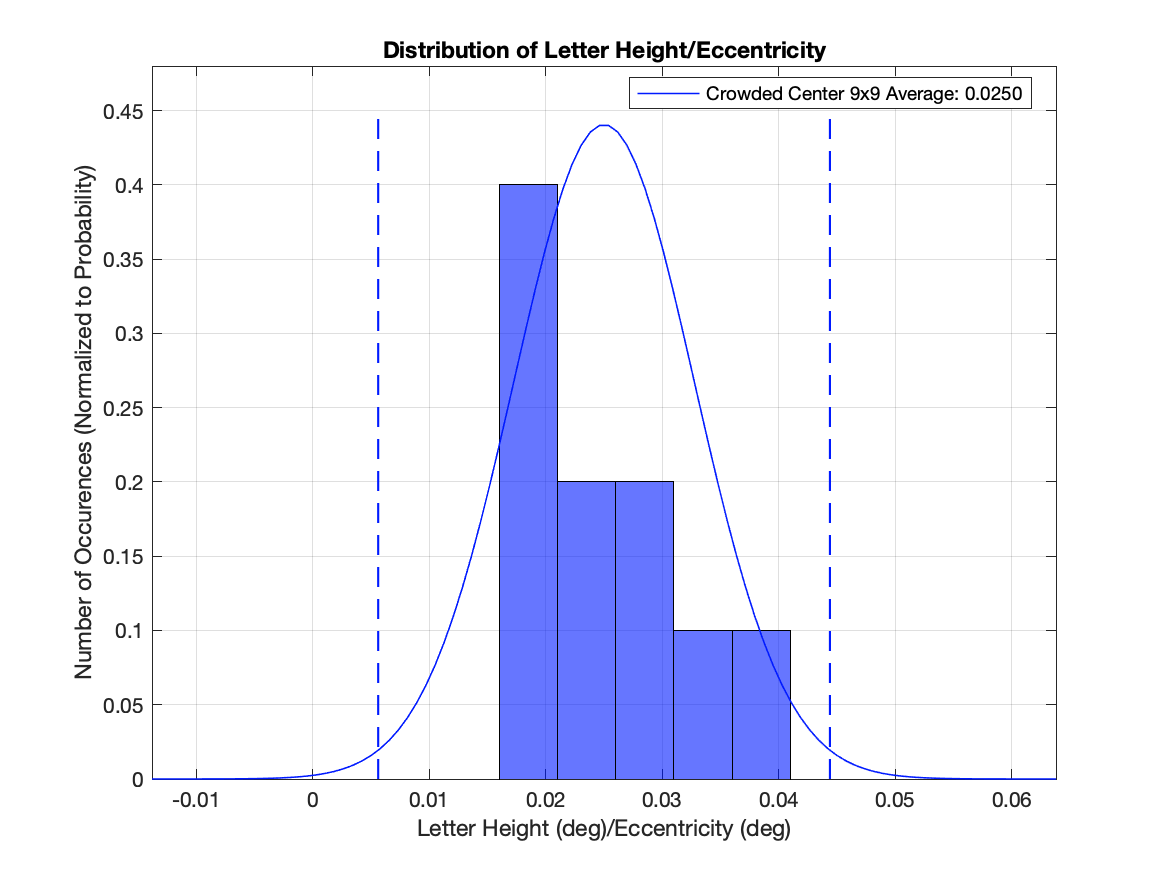 Distribution of Letter Height/Eccentricity
Crowded Center 9x9 Average: 0.0250
Number of Occurences (Normalized to Probability)
0.45
0.4
0.35
0.3
0.25
0.2
0.15
0.1
0.05
0
-0.01 0 0.01 0.02 0.03 0.04 0.05 0.06
Letter Height (deg)/Eccentricity (deg)